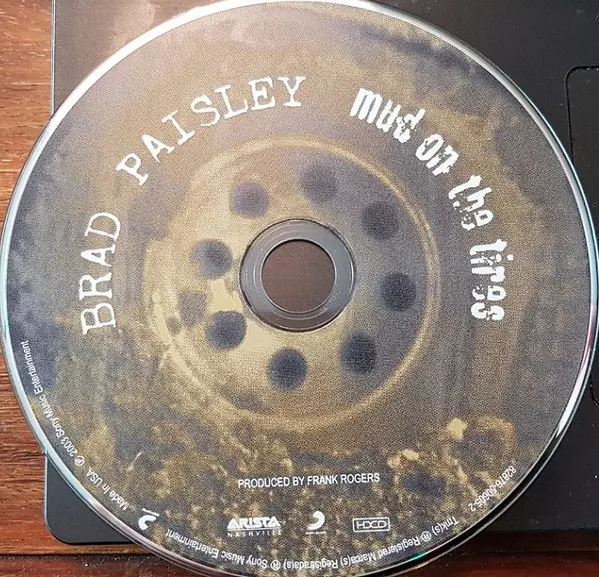 BRAD PAISLEY
mud on the tires
PRODUCED BY FRANK ROGERS
ARISTA
NASHVILLE
HDCD
Made In USA ℗ 2003 Sony Music Entertainment
Tmk(s) ® Registered Marca(s) Registrada(s) ® Sony Music Entertainment